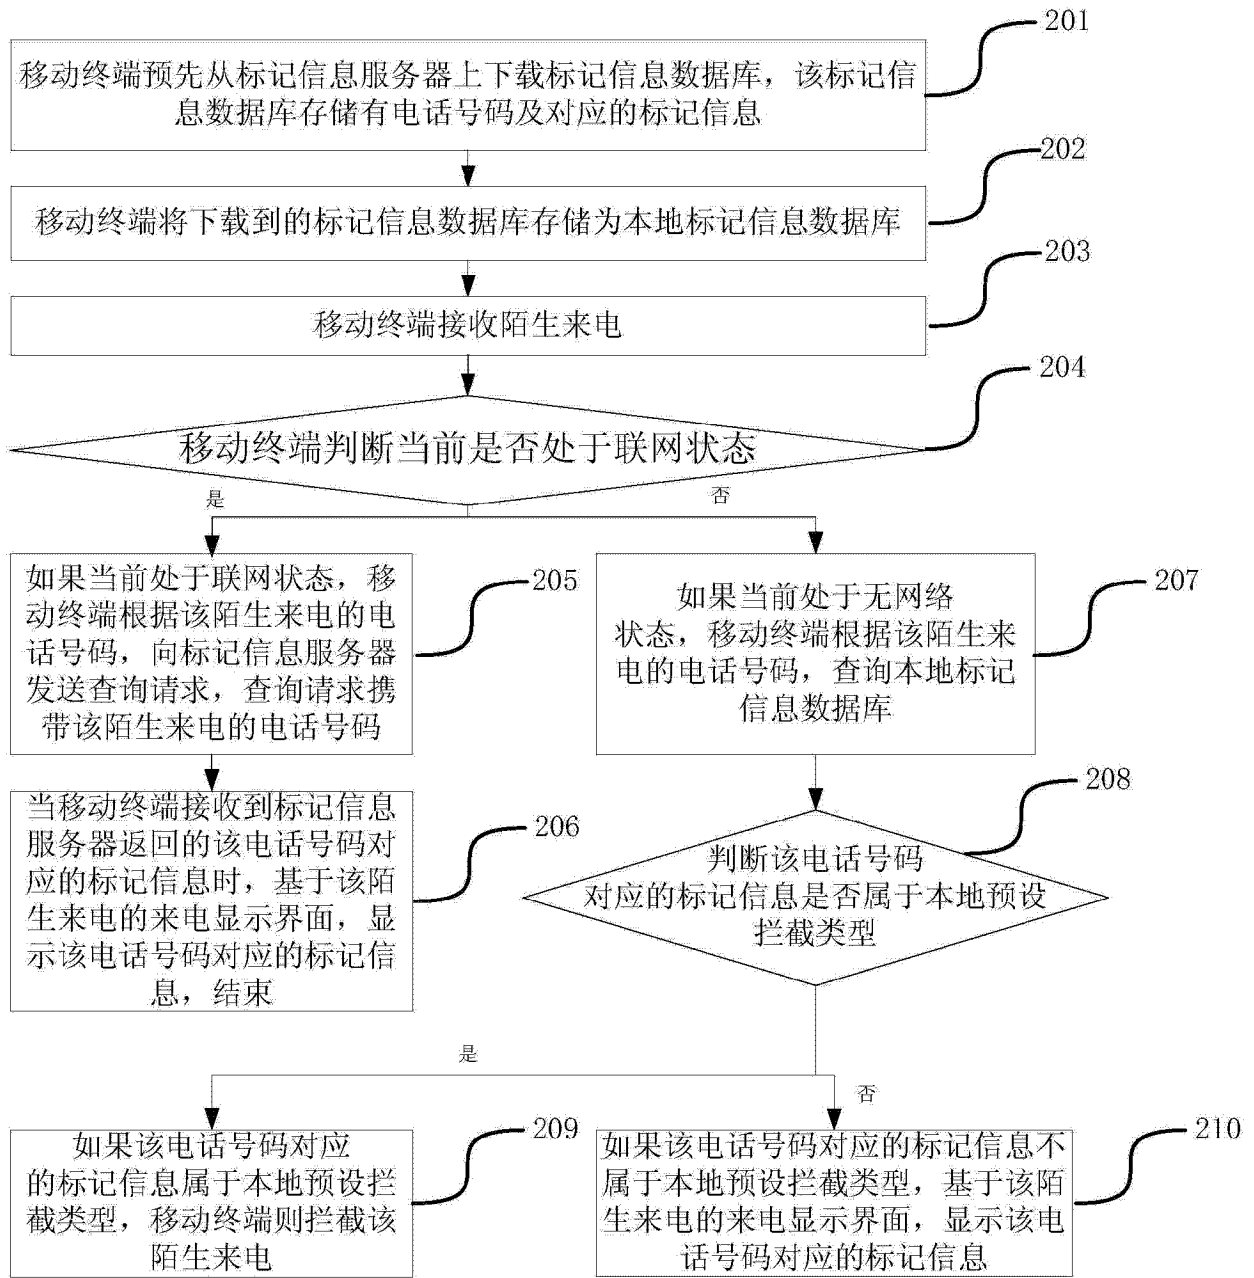 201
移动终端预先从标记信息服务器上下载标记信息数据库，该标记信
息数据库存储有电话号码及对应的标记信息
202
移动终端将下载到的标记信息数据库存储为本地标记信息数据库
203
移动终端接收陌生来电
204
移动终端判断当前是否处于联网状态
是
否
如果当前处于联网状态，移
动终端根据该陌生来电的电
话号码，向标记信息服务器
发送查询请求，查询请求携
带该陌生来电的电话号码
205
如果当前处于无网络
状态，移动终端根据该陌生来
电的电话号码，查询本地标记
信息数据库
207
当移动终端接收到标记信息
服务器返回的该电话号码对
应的标记信息时，基于该陌
生来电的来电显示界面，显
示该电话号码对应的标记信
息，结束
206
208
判断该电话号码
对应的标记信息是否属于本地预设
拦截类型
是
否
如果该电话号码对应
的标记信息属于本地预设拦
截类型，移动终端则拦截该
陌生来电
209
如果该电话号码对应的标记信息不
属于本地预设拦截类型，基于该陌
生来电的来电显示界面，显示该电
话号码对应的标记信息
210